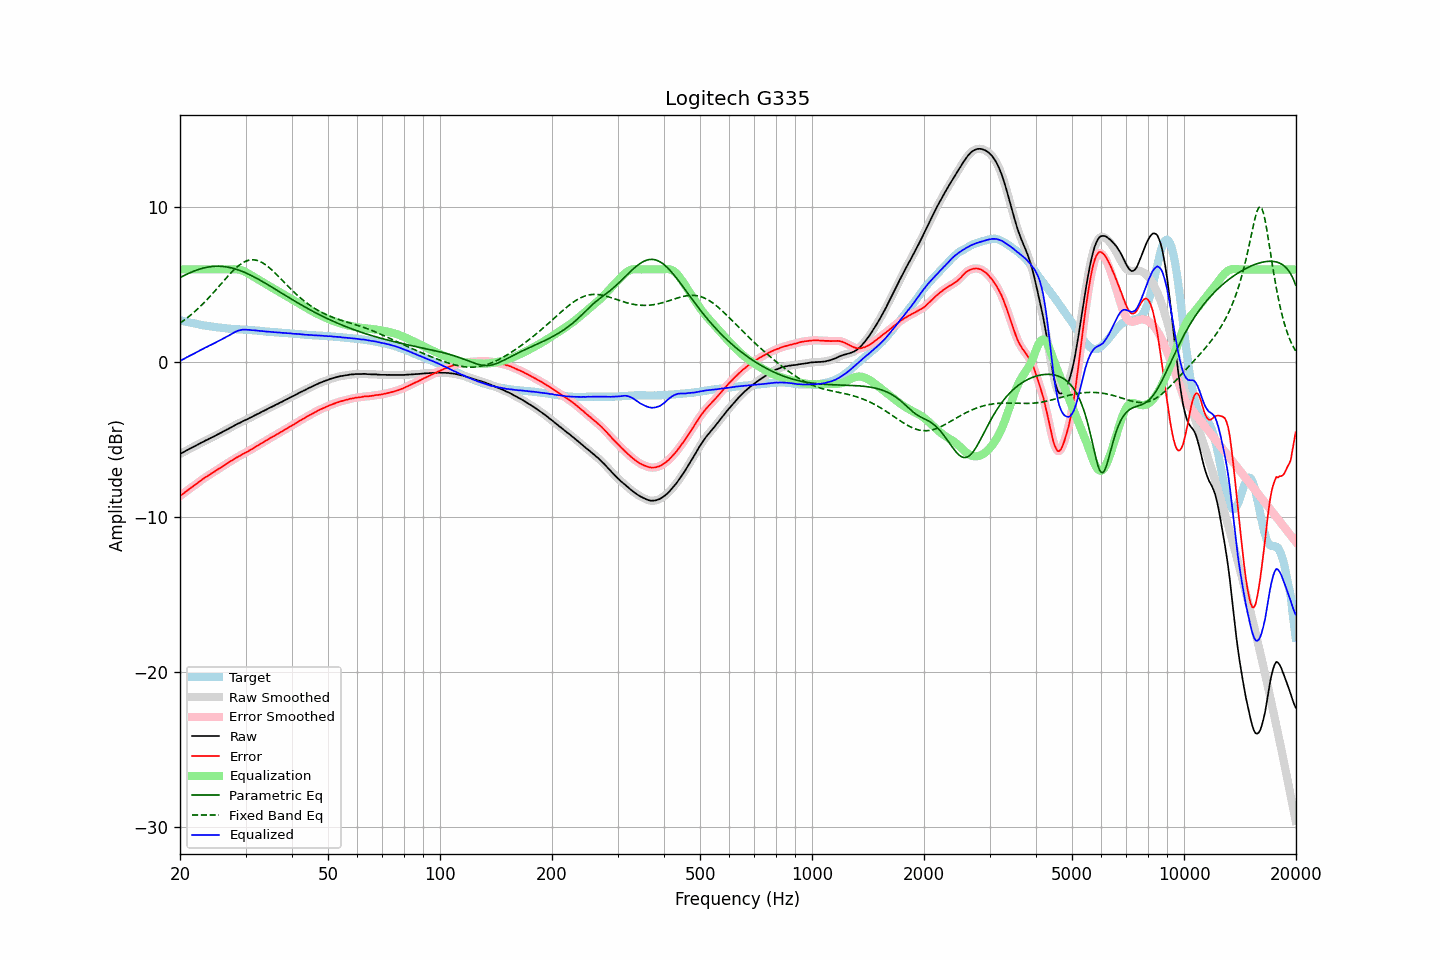 Logitech G335
Amplitude (dBr)
10
0
−10
−20
−30
Target
Raw Smoothed
Error Smoothed
Raw
Error
Equalization
Parametric Eq
Fixed Band Eq
Equalized
20 50 100 200 500 1000 2000 5000 10000 20000
Frequency (Hz)